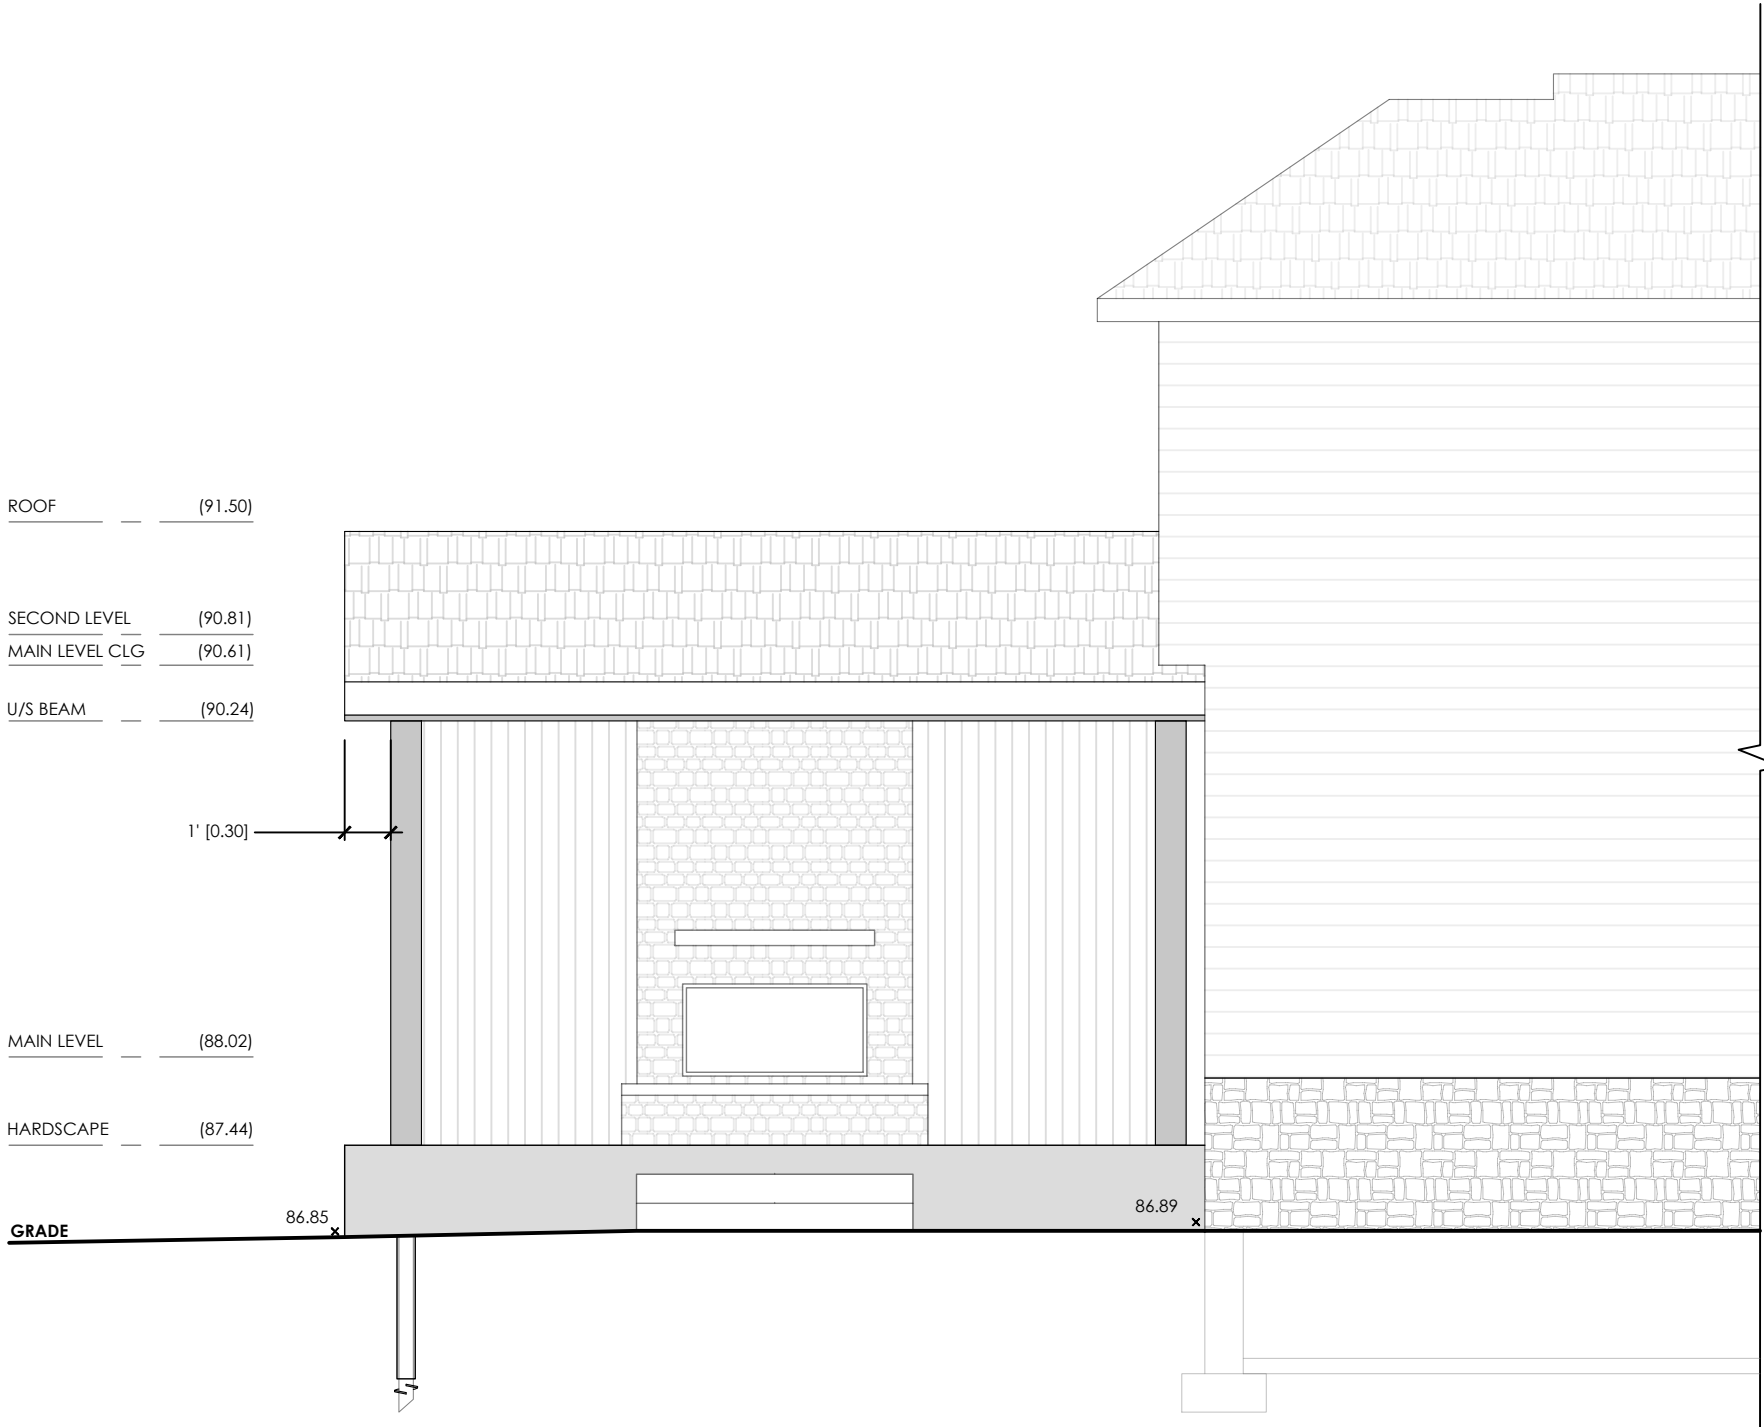 ROOF (91.50)
SECOND LEVEL (90.81)
MAIN LEVEL CLG (90.61)
U/S BEAM (90.24)
1' [0.30]
MAIN LEVEL (88.02)
HARDSCAPE (87.44)
86.89
86.85
GRADE